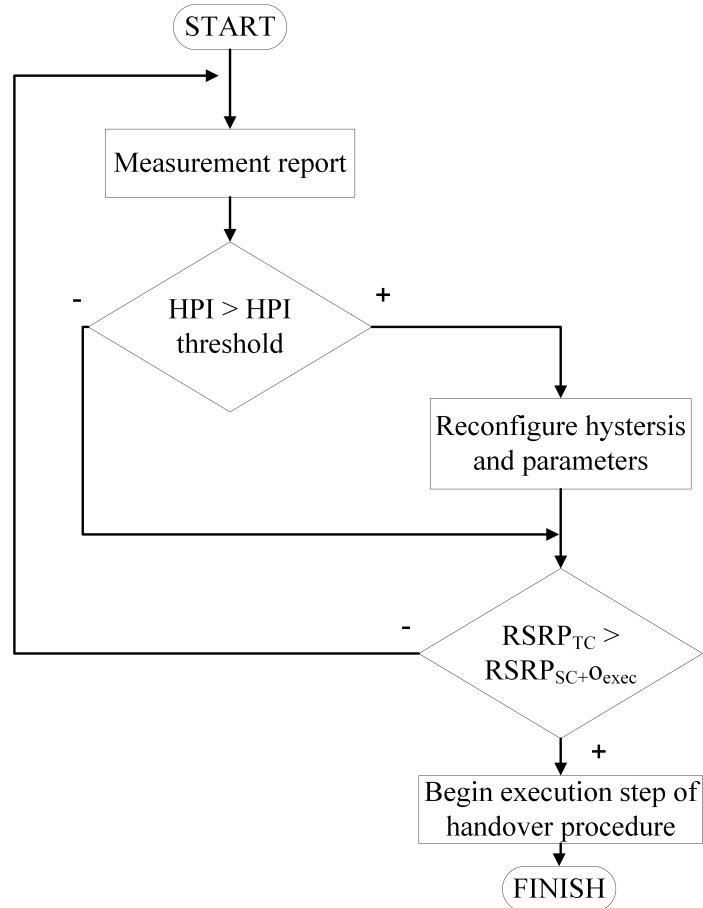 START
Measurement report
-
+
HPI > HPI
threshold
Reconfigure hystersis
and parameters
-
RSRPTC >
RSRPSC+oexec
+
Begin execution step of
handover procedure
FINISH